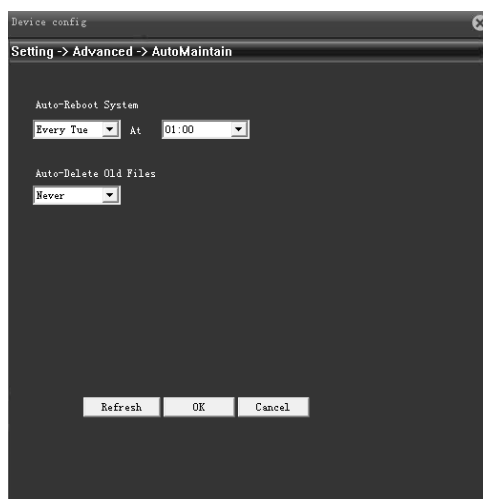 Device config
Setting -> Advanced -> AutoMaintain
Auto-Reboot System
Every Tue At 01:00
Auto-Delete Old Files
Never
Refresh OK Cancel